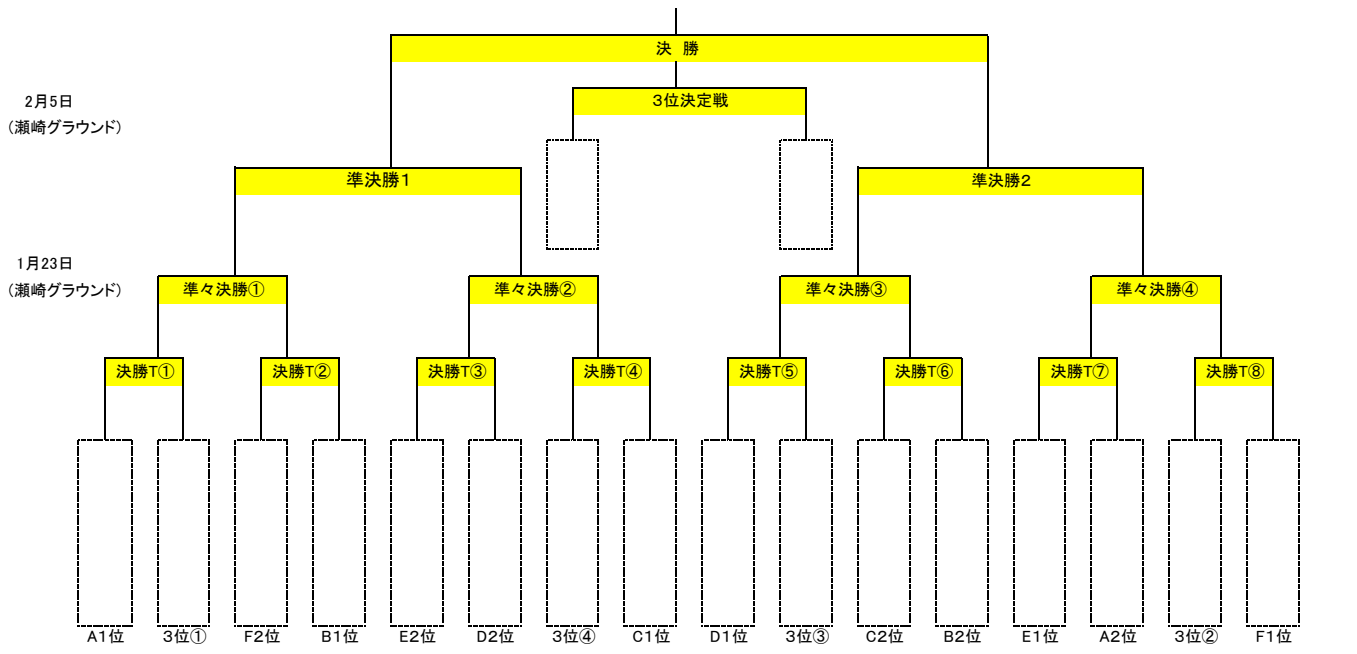 決 勝
2月5日
3位決定戦
(瀬崎グラウンド)
準決勝1
準決勝2
1月23日
(瀬崎グラウンド)
準々決勝①
準々決勝②
準々決勝③
準々決勝④
決勝T①
決勝T②
決勝T③
決勝T④
決勝T⑤
決勝T⑥
決勝T⑦
決勝T⑧
A1位
3位①
F2位
B1位
E2位
D2位
3位④
C1位
D1位
3位③
C2位
B2位
E1位
A2位
3位②
F1位